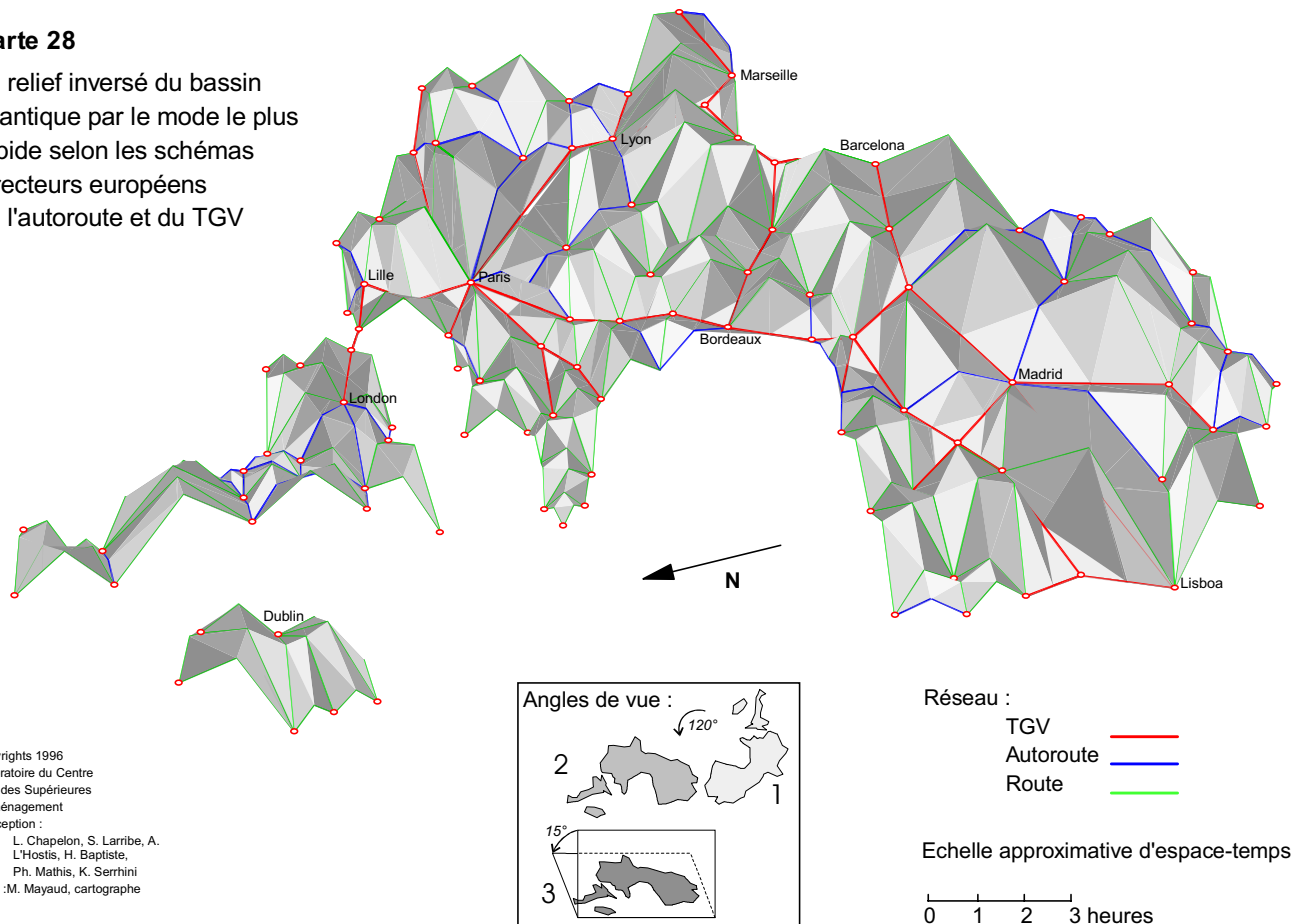 arte 28
relief inversé du bassin
antique par le mode le plus
pide selon les schémas
recteurs européens
l'autoroute et du TGV
Marseille
Lyon
Barcelona
Lille
Paris
Bordeaux
Madrid
London
N
Lisboa
Dublin
Angles de vue :
120°
2
1
15°
3
Réseau :
TGV
Autoroute
Route
Echelle approximative d'espace-temps
0 1 2 3 heures
yrights 1996
ratoire du Centre
des Supérieures
énagement
ception :
L. Chapelon, S. Larribe, A.
L'Hostis, H. Baptiste,
Ph. Mathis, K. Serrhini
:M. Mayaud, cartographe